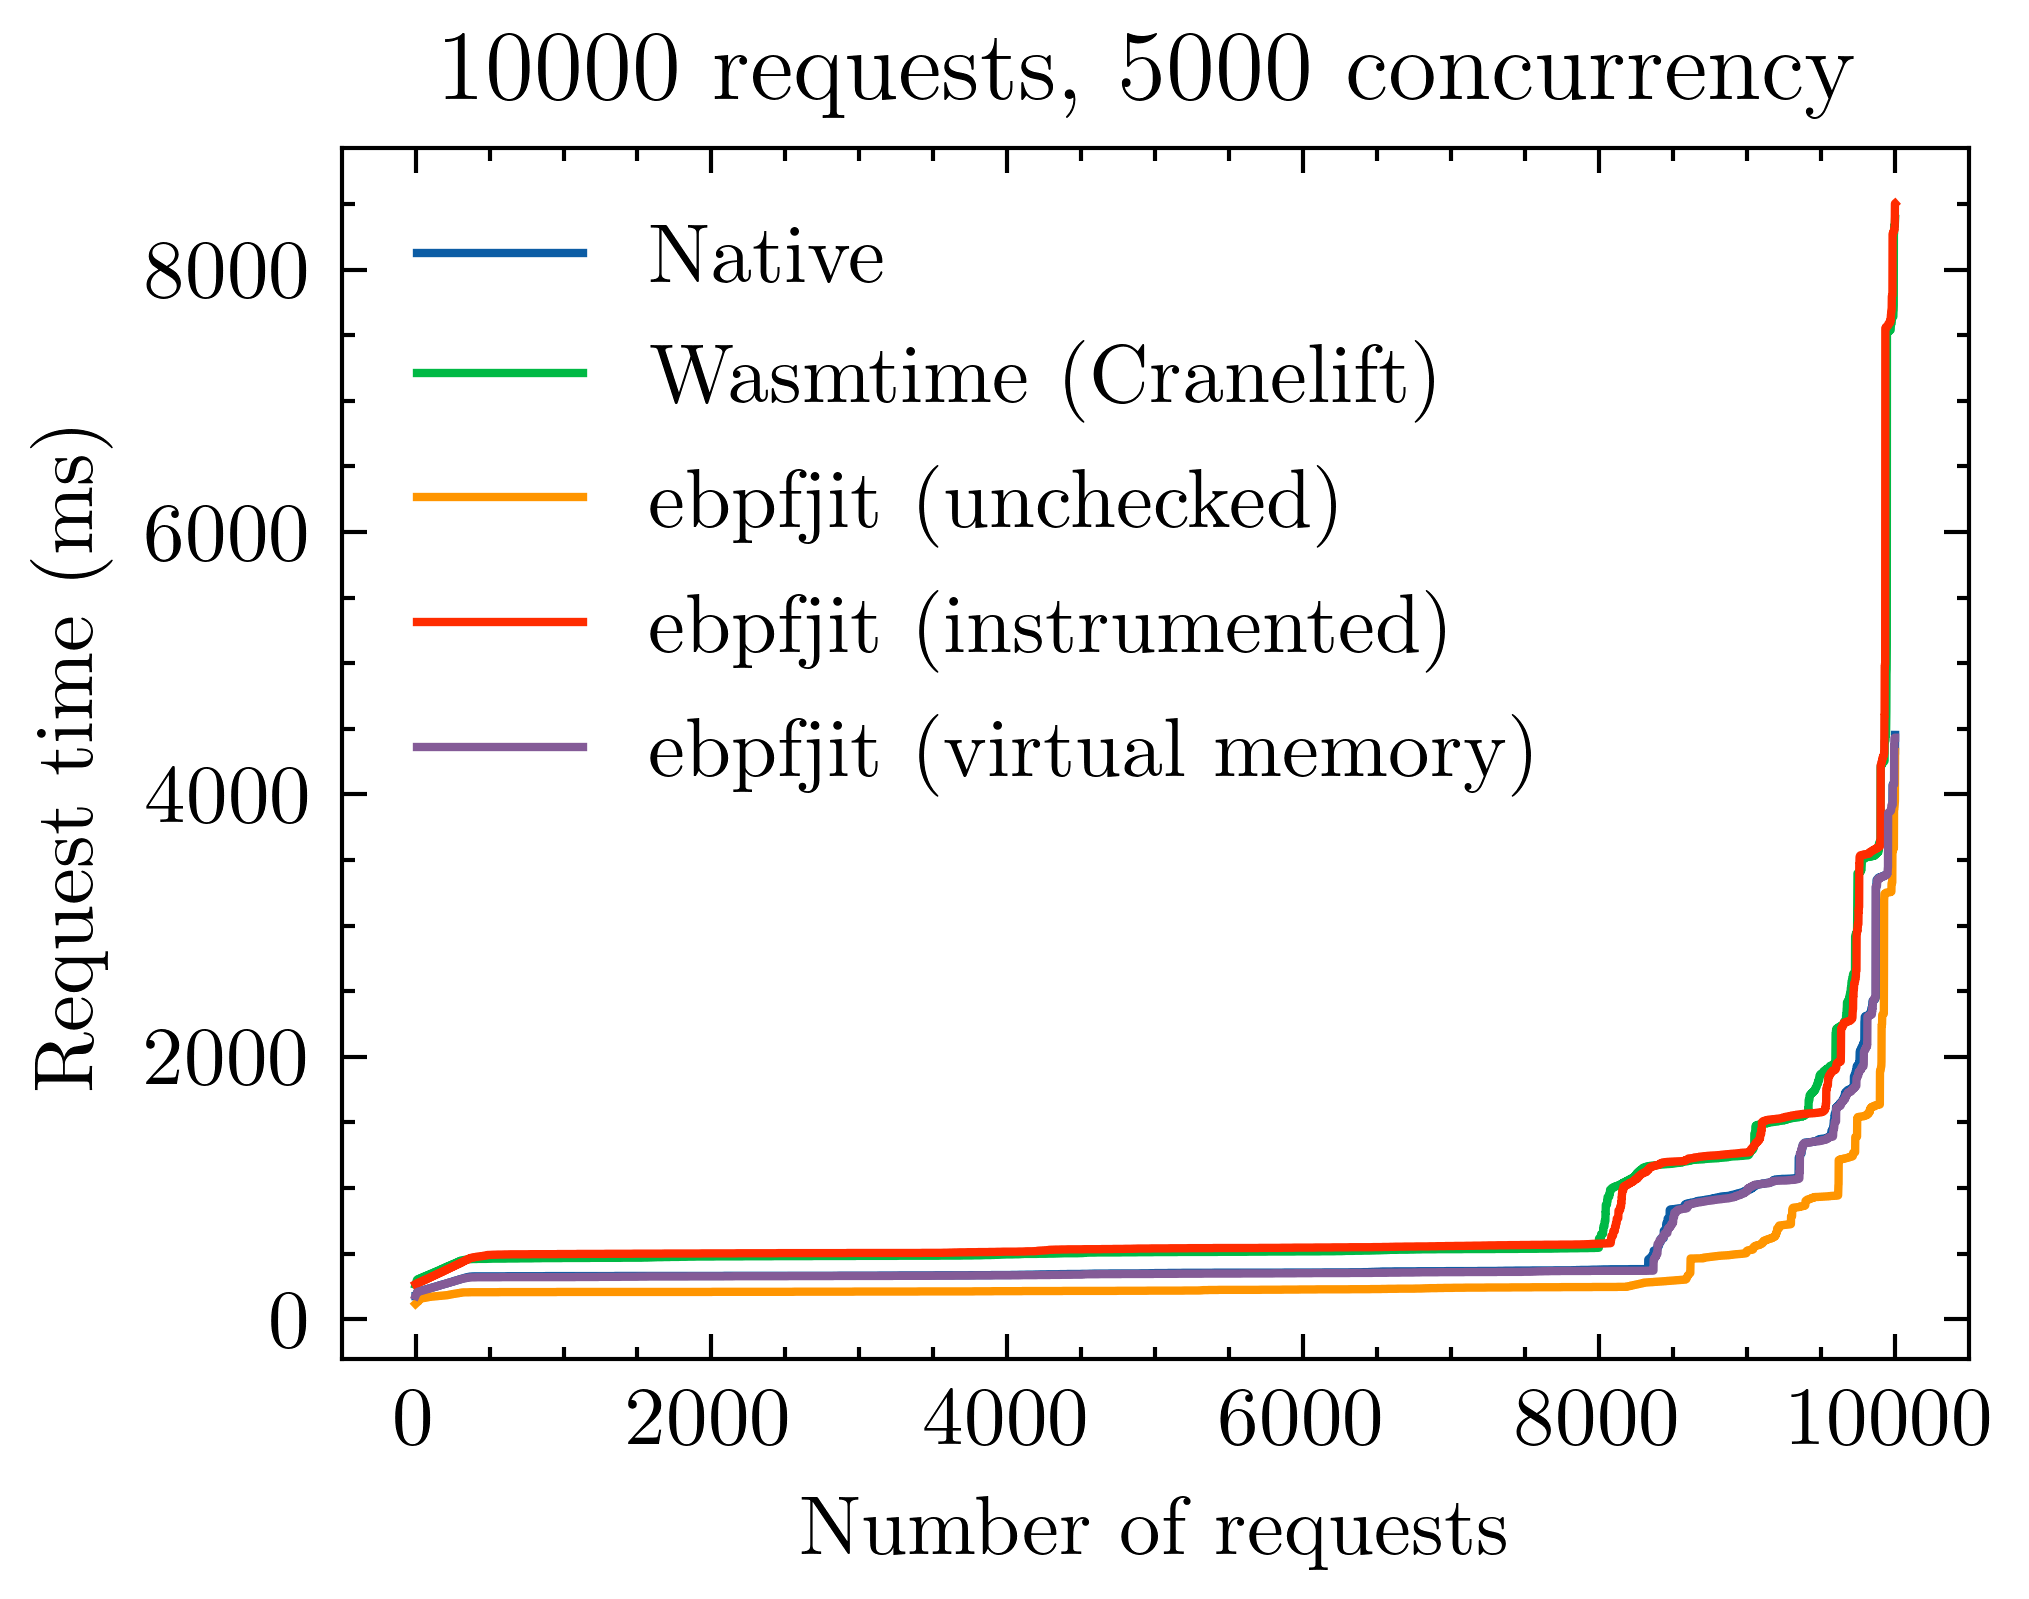 10000 requests, 5000 concurrency
Native
Wasmtime (Cranelift)
ebpfjit (unchecked)
ebpfjit (instrumented)
ebpfjit (virtual memory)
Request time (ms)
8000
6000
4000
2000
0
0 2000 4000 6000 8000 10000
Number of requests